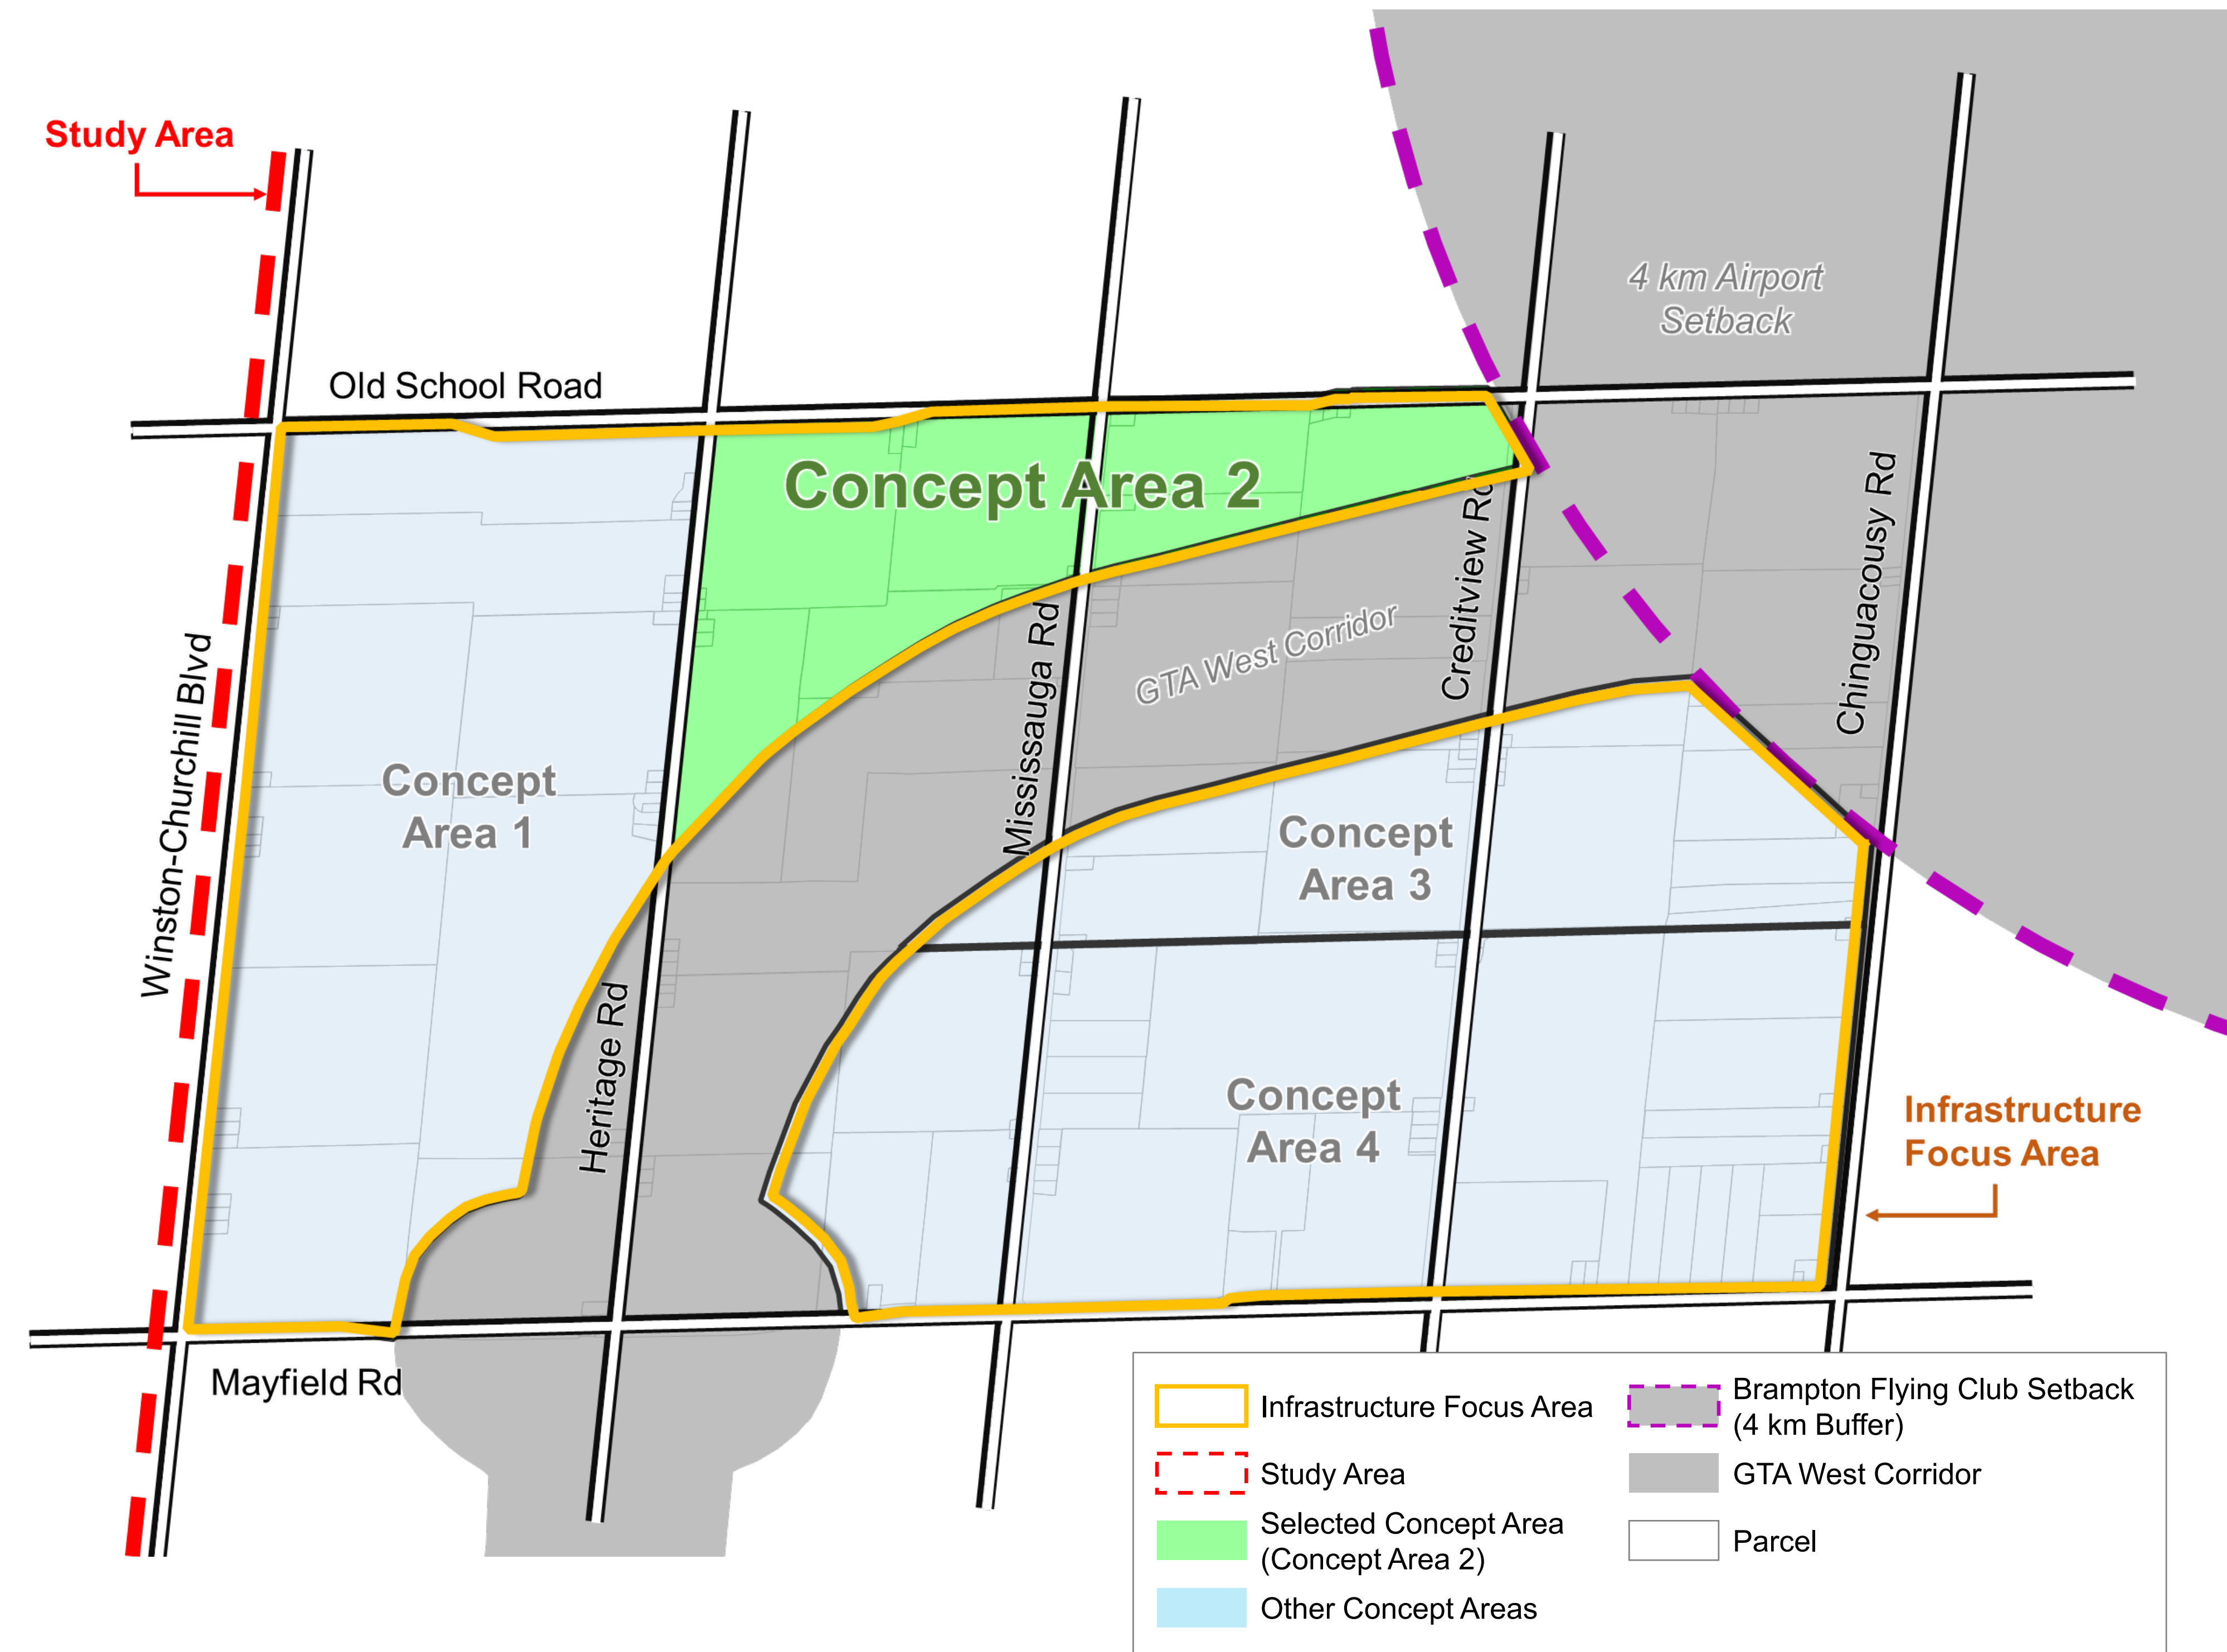 Study Area
4 km Airport
Setback
Old School Road
Concept Area 2
Creditview Rd
Chinguacousy Rd
GTA West Corridor
Mississauga Rd
Winston-Churchill Blvd
Concept
Area 1
Concept
Area 3
Heritage Rd
Concept
Area 4
Infrastructure
Focus Area
Mayfield Rd
Infrastructure Focus Area
Study Area
Selected Concept Area
(Concept Area 2)
Other Concept Areas
Brampton Flying Club Setback
(4 km Buffer)
GTA West Corridor
Parcel